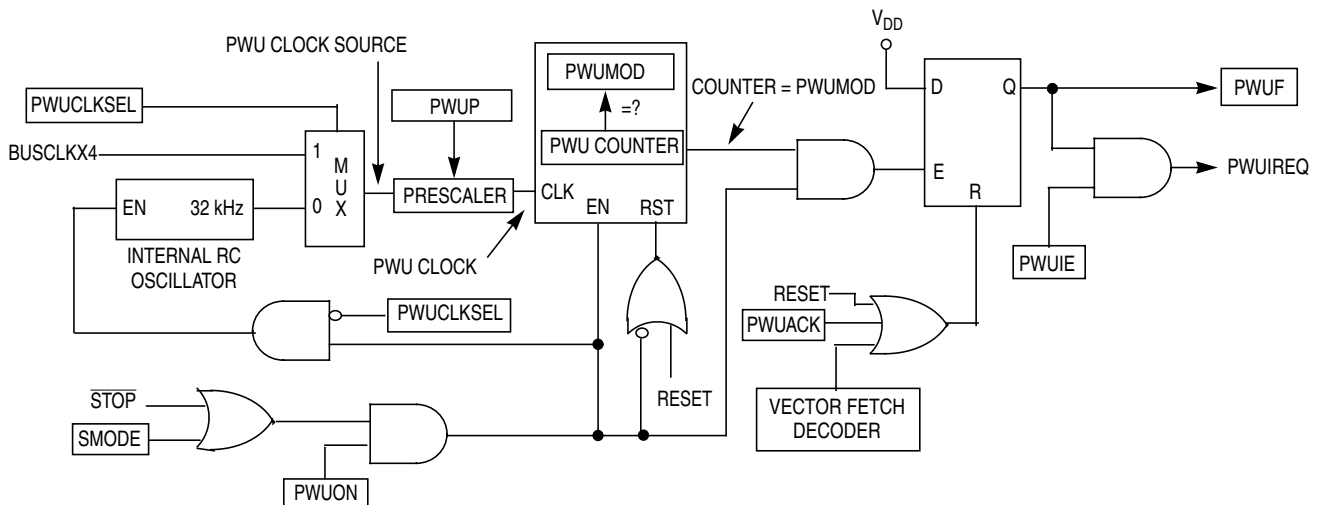 V_DD
PWU CLOCK SOURCE
PWUMOD
COUNTER = PWUMOD
D
Q
PWUF
PWUCLKSEL
PWUP
=?
PWU COUNTER
BUSCLKX4
1
MUX
0
PRESCALER
CLK
E
PWUIREQ
EN
32 kHz
EN
RST
R
INTERNAL RC
OSCILLATOR
PWU CLOCK
PWUIE
PWUCLKSEL
RESET
PWUACK
STOP
RESET
VECTOR FETCH
DECODER
SMODE
PWUON